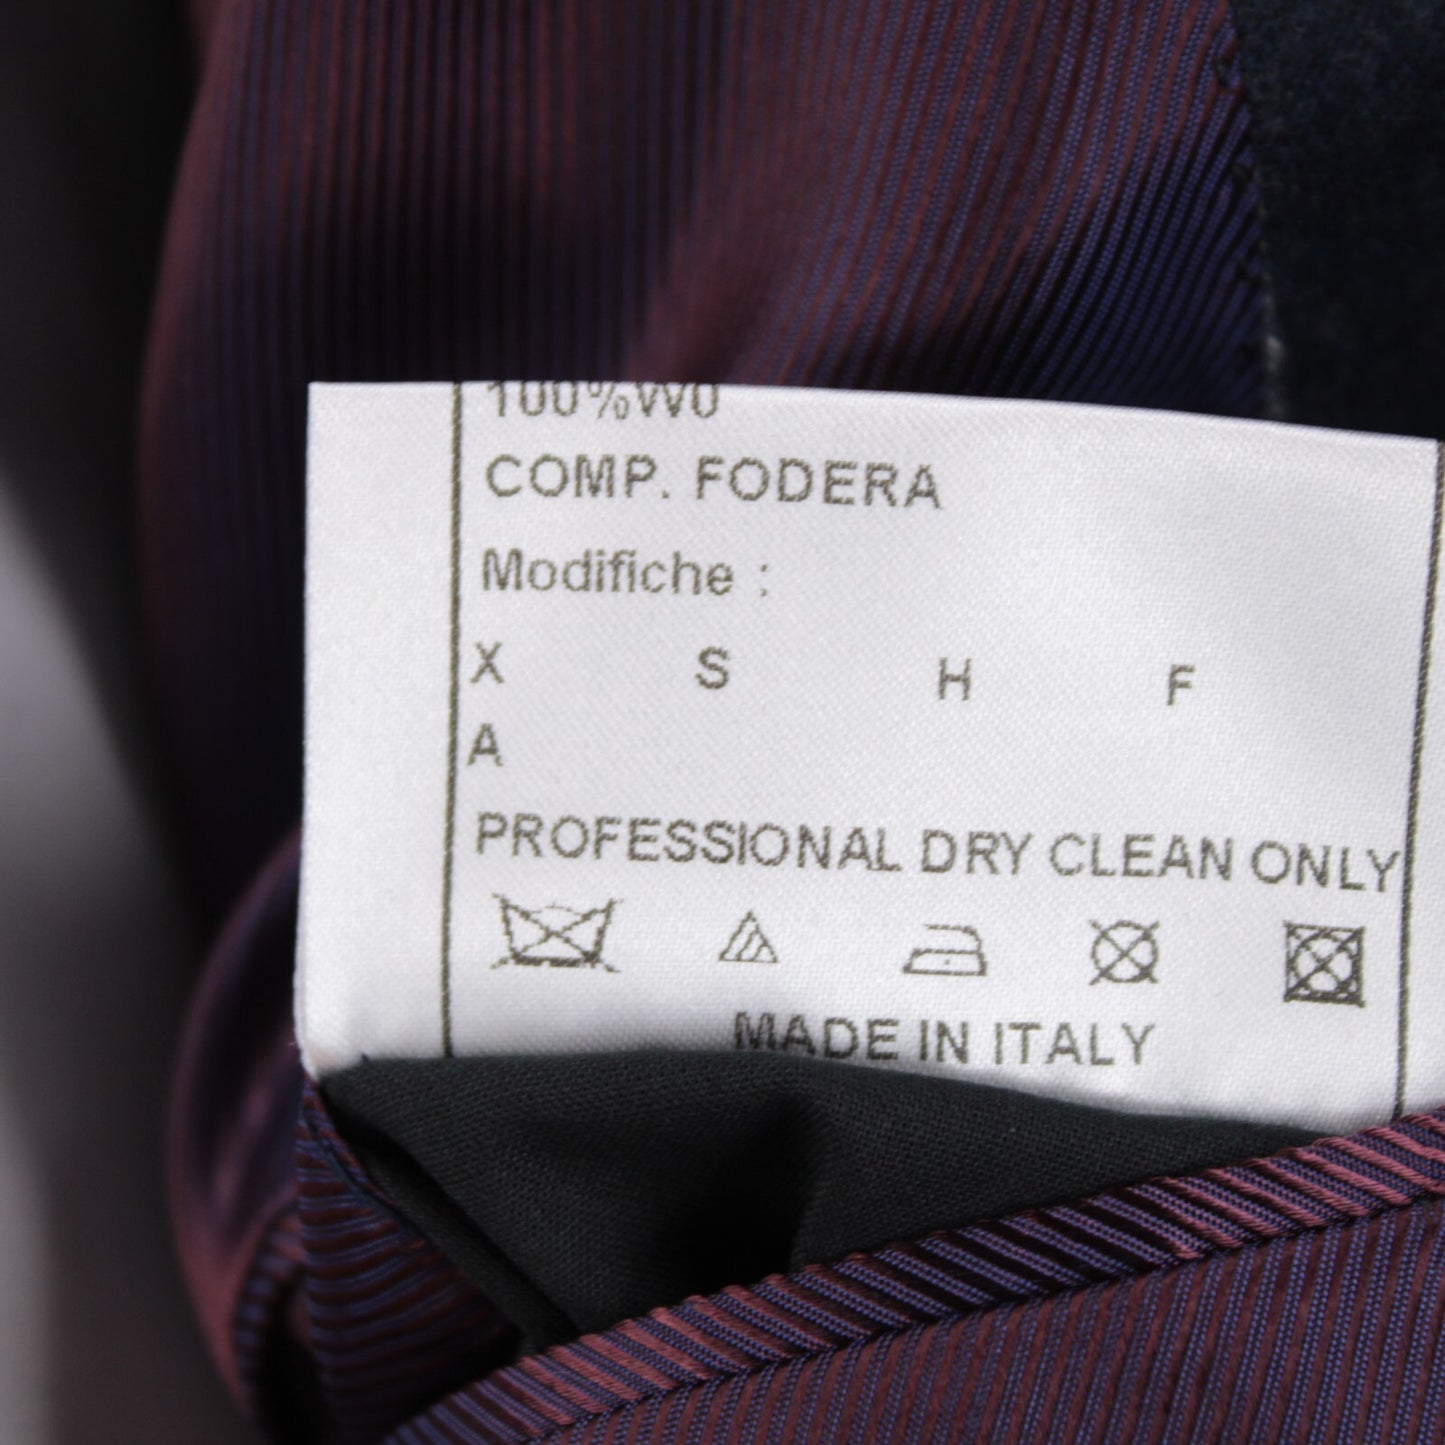 100%WO
COMP. FODERA
Modifiche :
X S H F
A
PROFESSIONAL DRY CLEAN ONLY
MADE IN ITALY